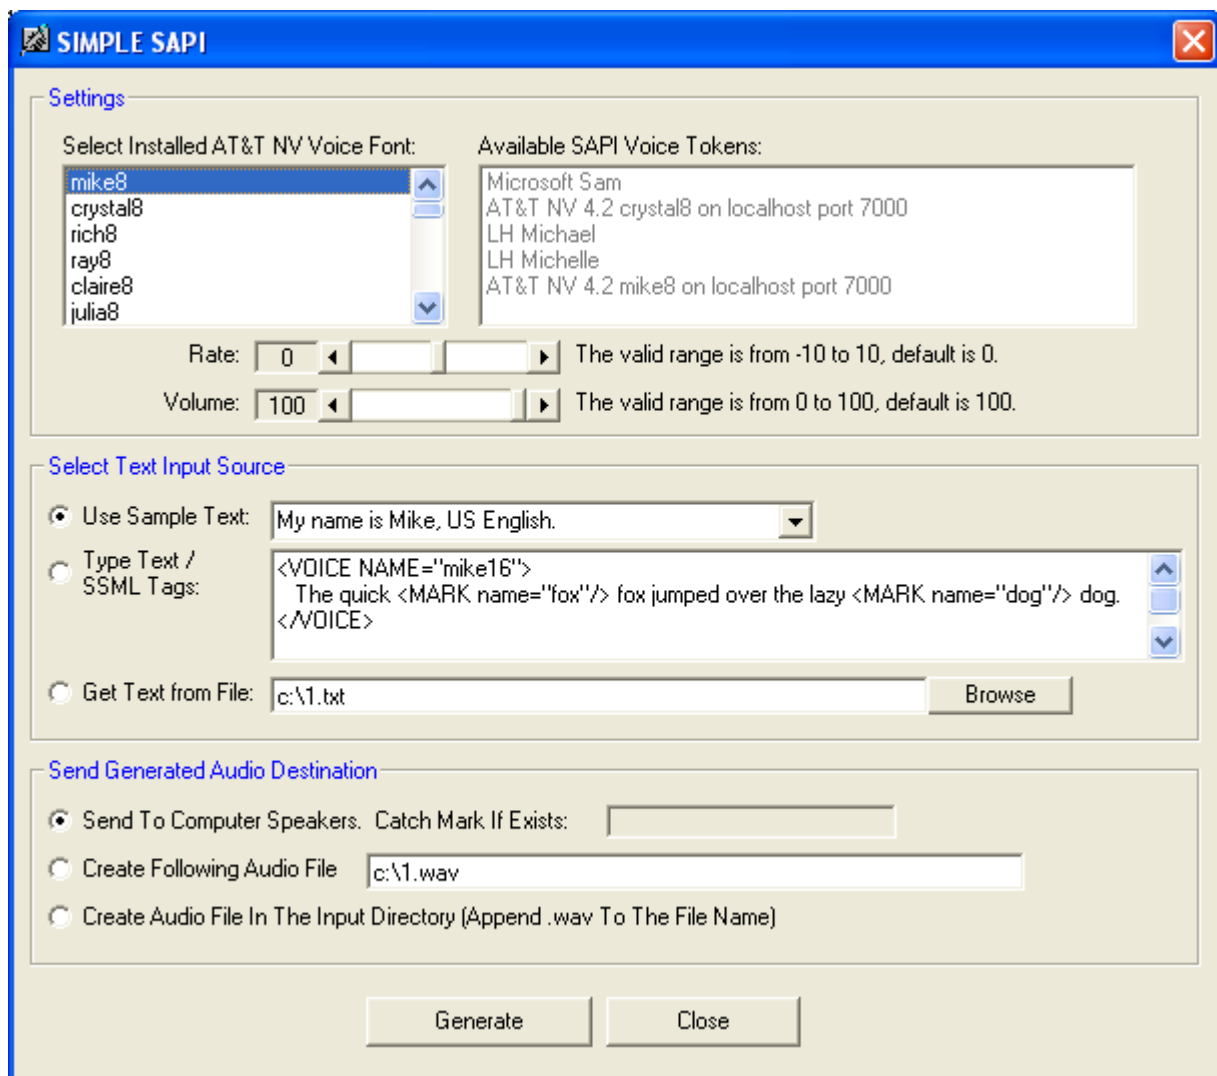 SIMPLE SAPI
Settings
Select Installed AT&T NV Voice Font:
mike8
crystal8
rich8
ray8
claire8
julia8
Available SAPI Voice Tokens:
Microsoft Sam
AT&T NV 4.2 crystal8 on localhost port 7000
LH Michael
LH Michelle
AT&T NV 4.2 mike8 on localhost port 7000
Rate: 0 The valid range is from -10 to 10, default is 0.
Volume: 100 The valid range is from 0 to 100, default is 100.
Select Text Input Source
Use Sample Text: My name is Mike, US English.
Type Text /
SSML Tags:
<VOICE NAME="mike16">
The quick <MARK name="fox"/> fox jumped over the lazy <MARK name="dog"/> dog.
</VOICE>
Get Text from File: c:\1.txt Browse
Send Generated Audio Destination
Send To Computer Speakers. Catch Mark If Exists:
Create Following Audio File c:\1.wav
Create Audio File In The Input Directory (Append .wav To The File Name)
Generate Close